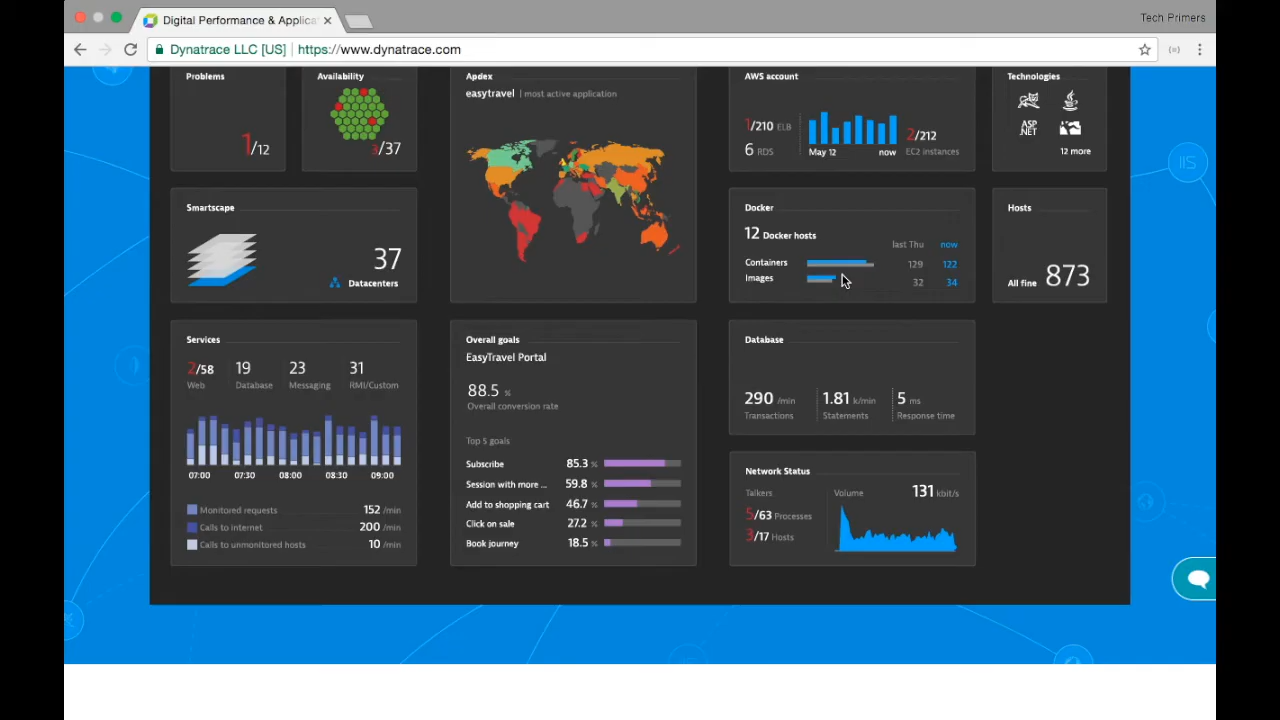 Digital Performance & Applica
Tech Primers
Dynatrace LLC [US]
https://www.dynatrace.com
Problems
1/12
Availability
3/37
Apdex
easytravel | most active application
AWS account
1/210 ELB
6 RDS
May 12
now
2/212
EC2 instances
Technologies
ASP
.NET
12 more
Smartscape
37
Datacenters
Docker
12 Docker hosts
last Thu now
Containers 129 122
Images 32 34
Hosts
All fine 873
Services
2/58 19 23 31
Web Database Messaging RMI/Custom
07:00 07:30 08:00 08:30 09:00
Monitored requests 152 /min
Calls to internet 200 /min
Calls to unmonitored hosts 10 /min
Overall goals
EasyTravel Portal
88.5 %
Overall conversion rate
Top 5 goals
Subscribe 85.3 %
Session with more ... 59.8 %
Add to shopping cart 46.7 %
Click on sale 27.2 %
Book journey 18.5 %
Database
290 /min 1.81 k/min 5 ms
Transactions Statements Response time
Network Status
Talkers
5/63 Processes
3/17 Hosts
Volume 131 kbit/s
IIS